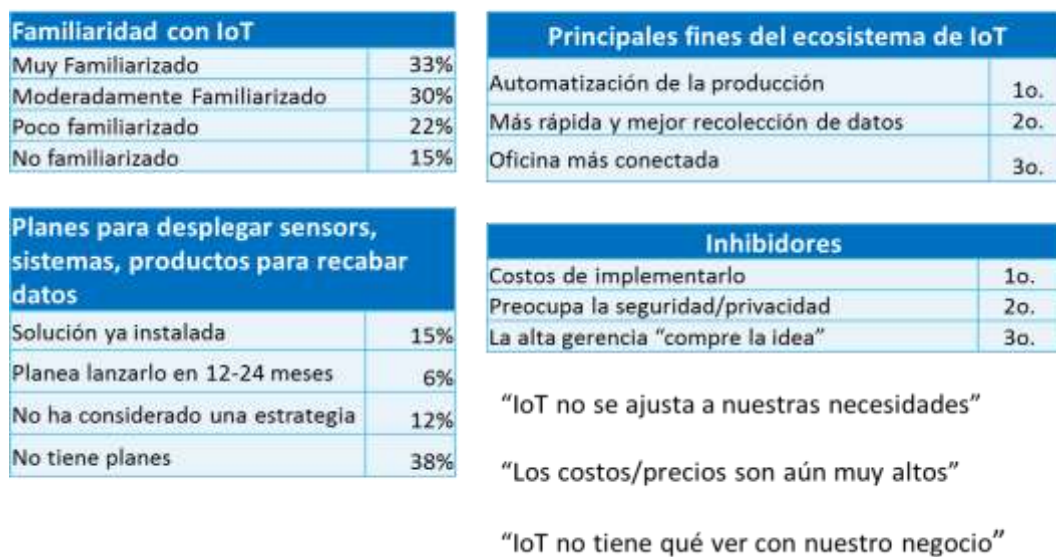 Familiaridad con IoT
Muy Familiarizado 33%
Moderadamente Familiarizado 30%
Poco familiarizado 22%
No familiarizado 15%
Planes para desplegar sensors,
sistemas, productos para recabar
datos
Solución ya instalada 15%
Planea lanzarlo en 12-24 meses 6%
No ha considerado una estrategia 12%
No tiene planes 38%
Principales fines del ecosistema de IoT
Automatización de la producción 1o.
Más rápida y mejor recolección de datos 2o.
Oficina más conectada 3o.
Inhibidores
Costos de implementarlo 1o.
Preocupa la seguridad/privacidad 2o.
La alta gerencia “compre la idea” 3o.
“IoT no se ajusta a nuestras necesidades”
“Los costos/precios son aún muy altos”
“IoT no tiene qué ver con nuestro negocio”